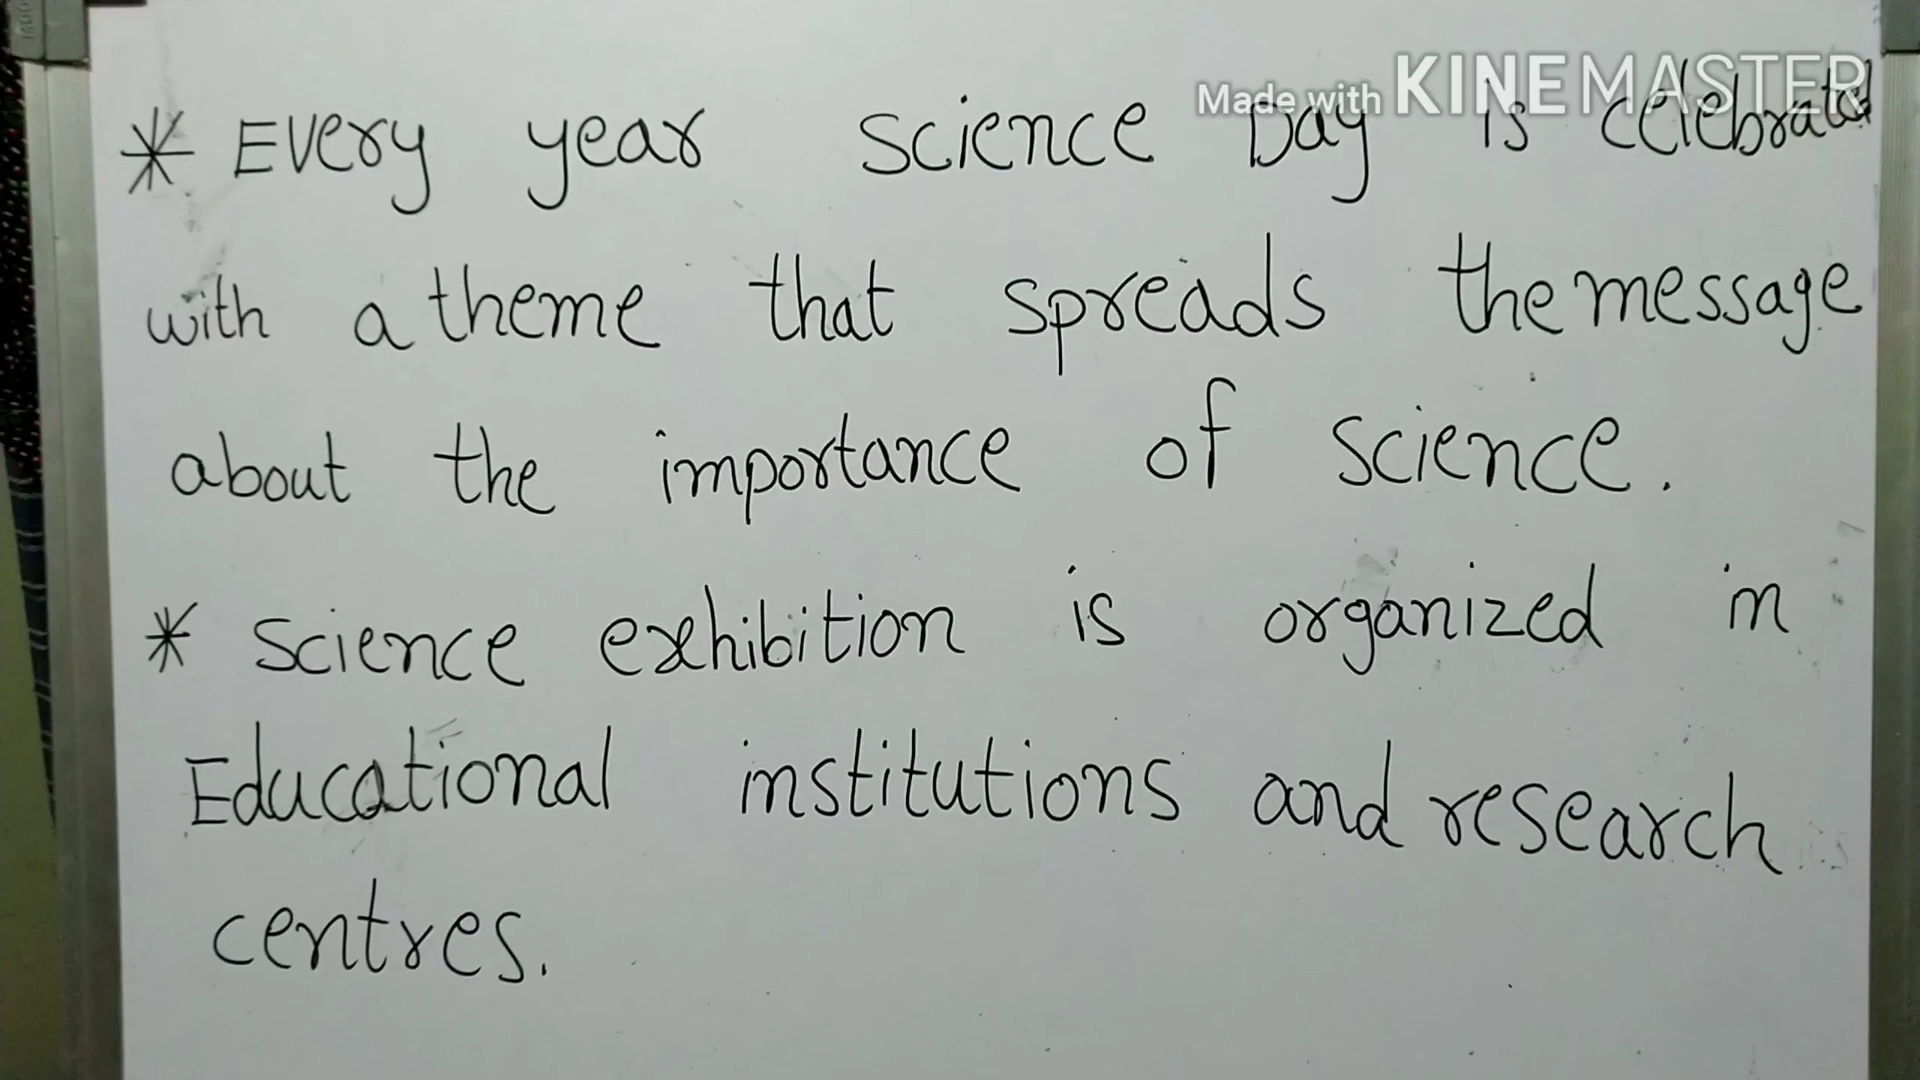 Made with KINEMASTER
* Every year science Day is celebrated
with a theme that spreads the message
about the importance of science.
* Science exhibition is organized in
Educational institutions and research
centres.